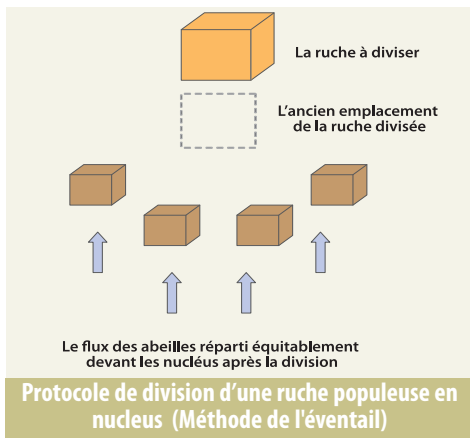 La ruche à diviser
L'ancien emplacement
de la ruche divisée
Le flux des abeilles réparti équitablement
devant les nucléus après la division
Protocole de division d'une ruche populeuse en
nucleus (Méthode de l'éventail)